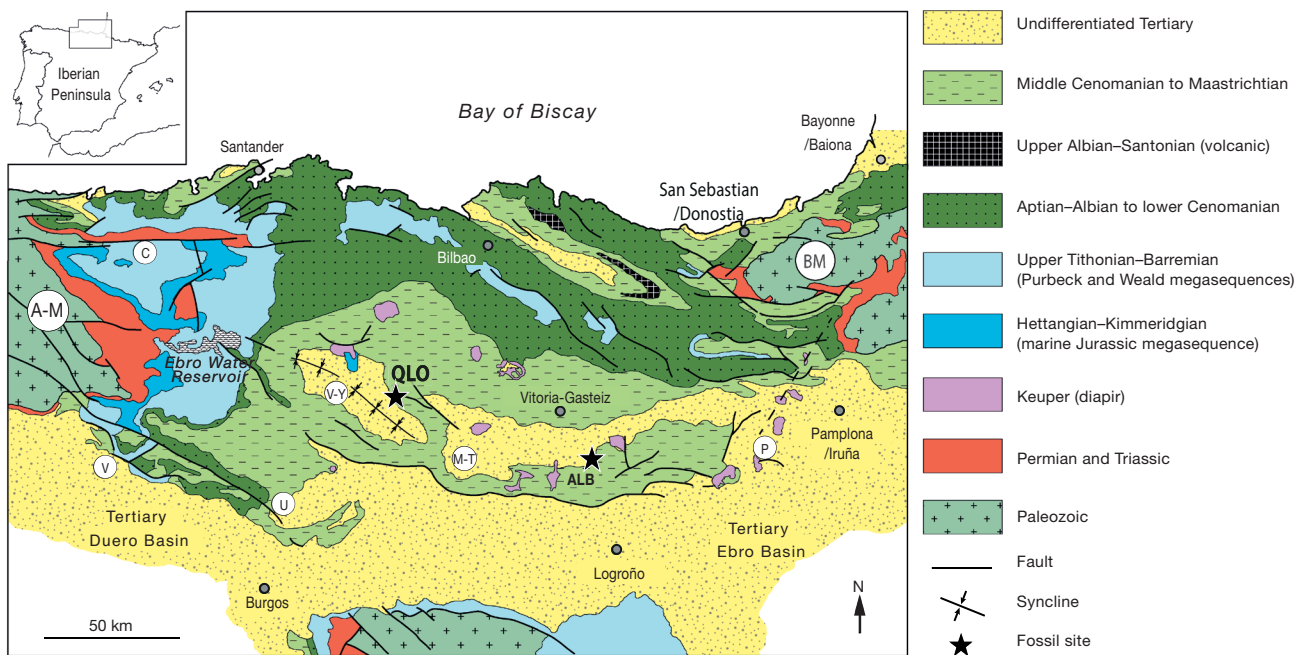 Iberian
Peninsula
Bay of Biscay
Santander
Bayonne
/Baiona
San Sebastian
/Donostia
Bilbao
C
BM
A-M
Ebro Water
Reservoir
QLO
V-Y
Vitoria-Gasteiz
Pamplona
/Iruña
P
M-T
ALB
V
U
Tertiary
Duero Basin
Tertiary
Ebro Basin
Logroño
Burgos
50 km
N
Undifferentiated Tertiary
Middle Cenomanian to Maastrichtian
Upper Albian–Santonian (volcanic)
Aptian–Albian to lower Cenomanian
Upper Tithonian–Barremian
(Purbeck and Weald megasequences)
Hettangian–Kimmeridgian
(marine Jurassic megasequence)
Keuper (diapir)
Permian and Triassic
Paleozoic
Fault
Syncline
Fossil site